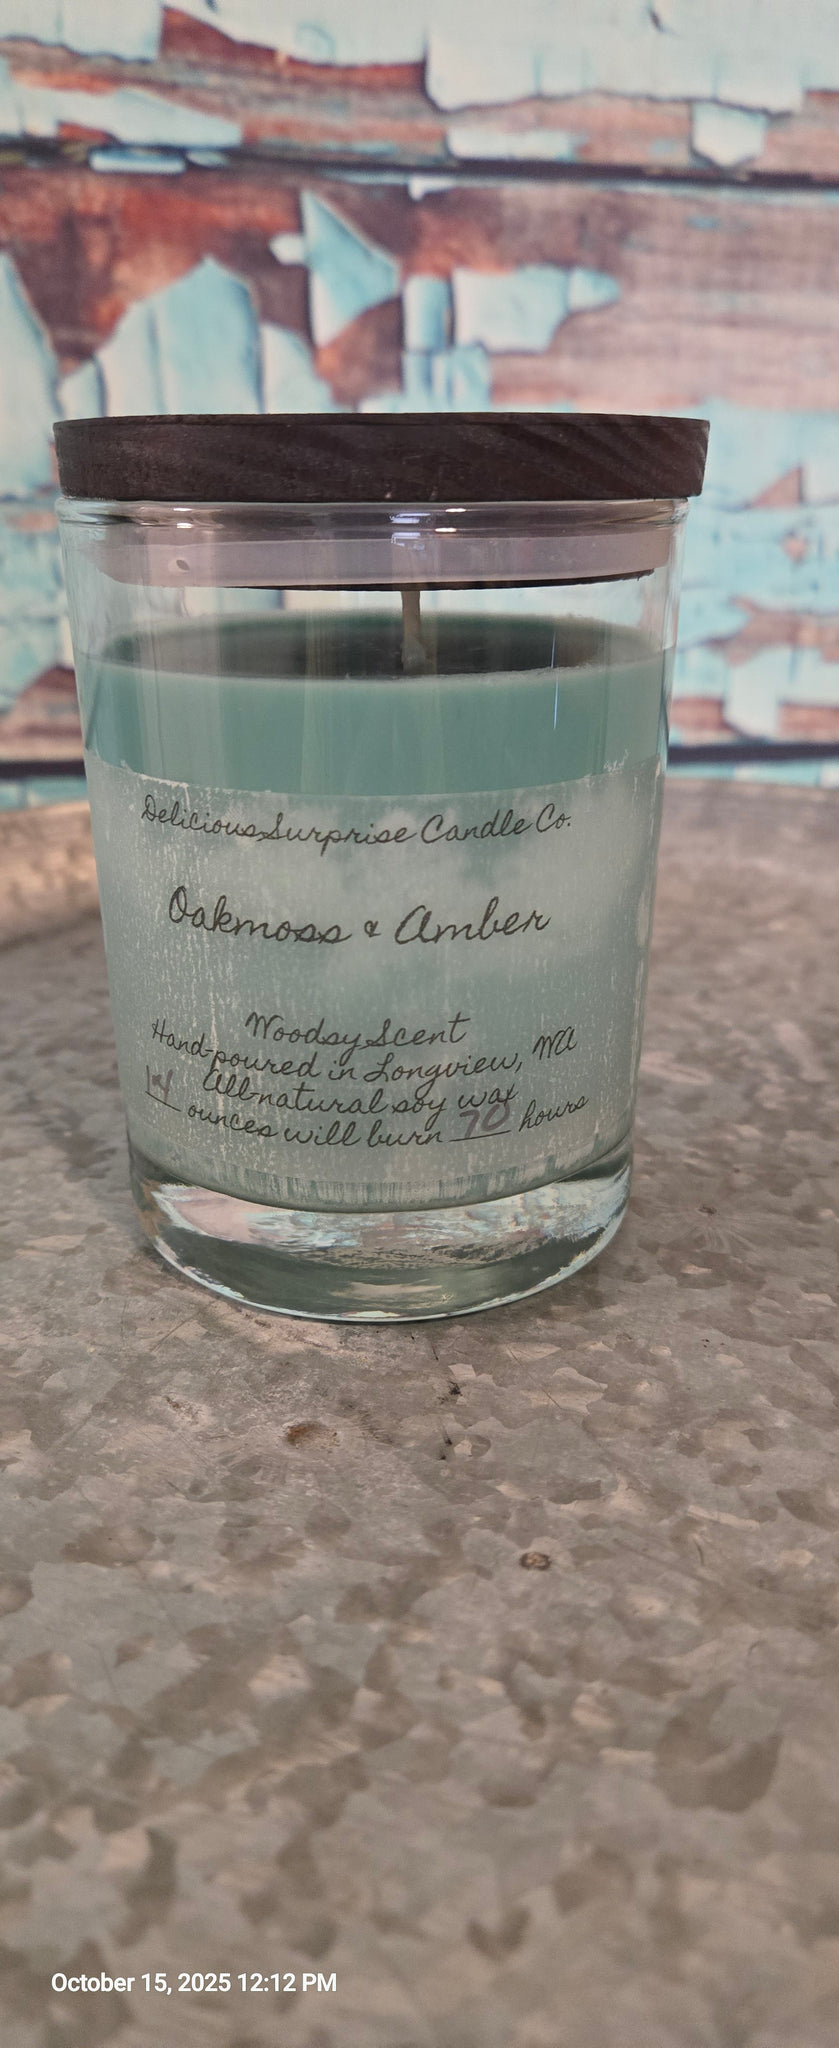 Delicious Surprise Candle Co.
Oakmoss & Amber
Woodsy Scent
Hand-poured in Longview, WA
All-natural soy wax
14 ounces will burn 70 hours
October 15, 2025 12:12 PM